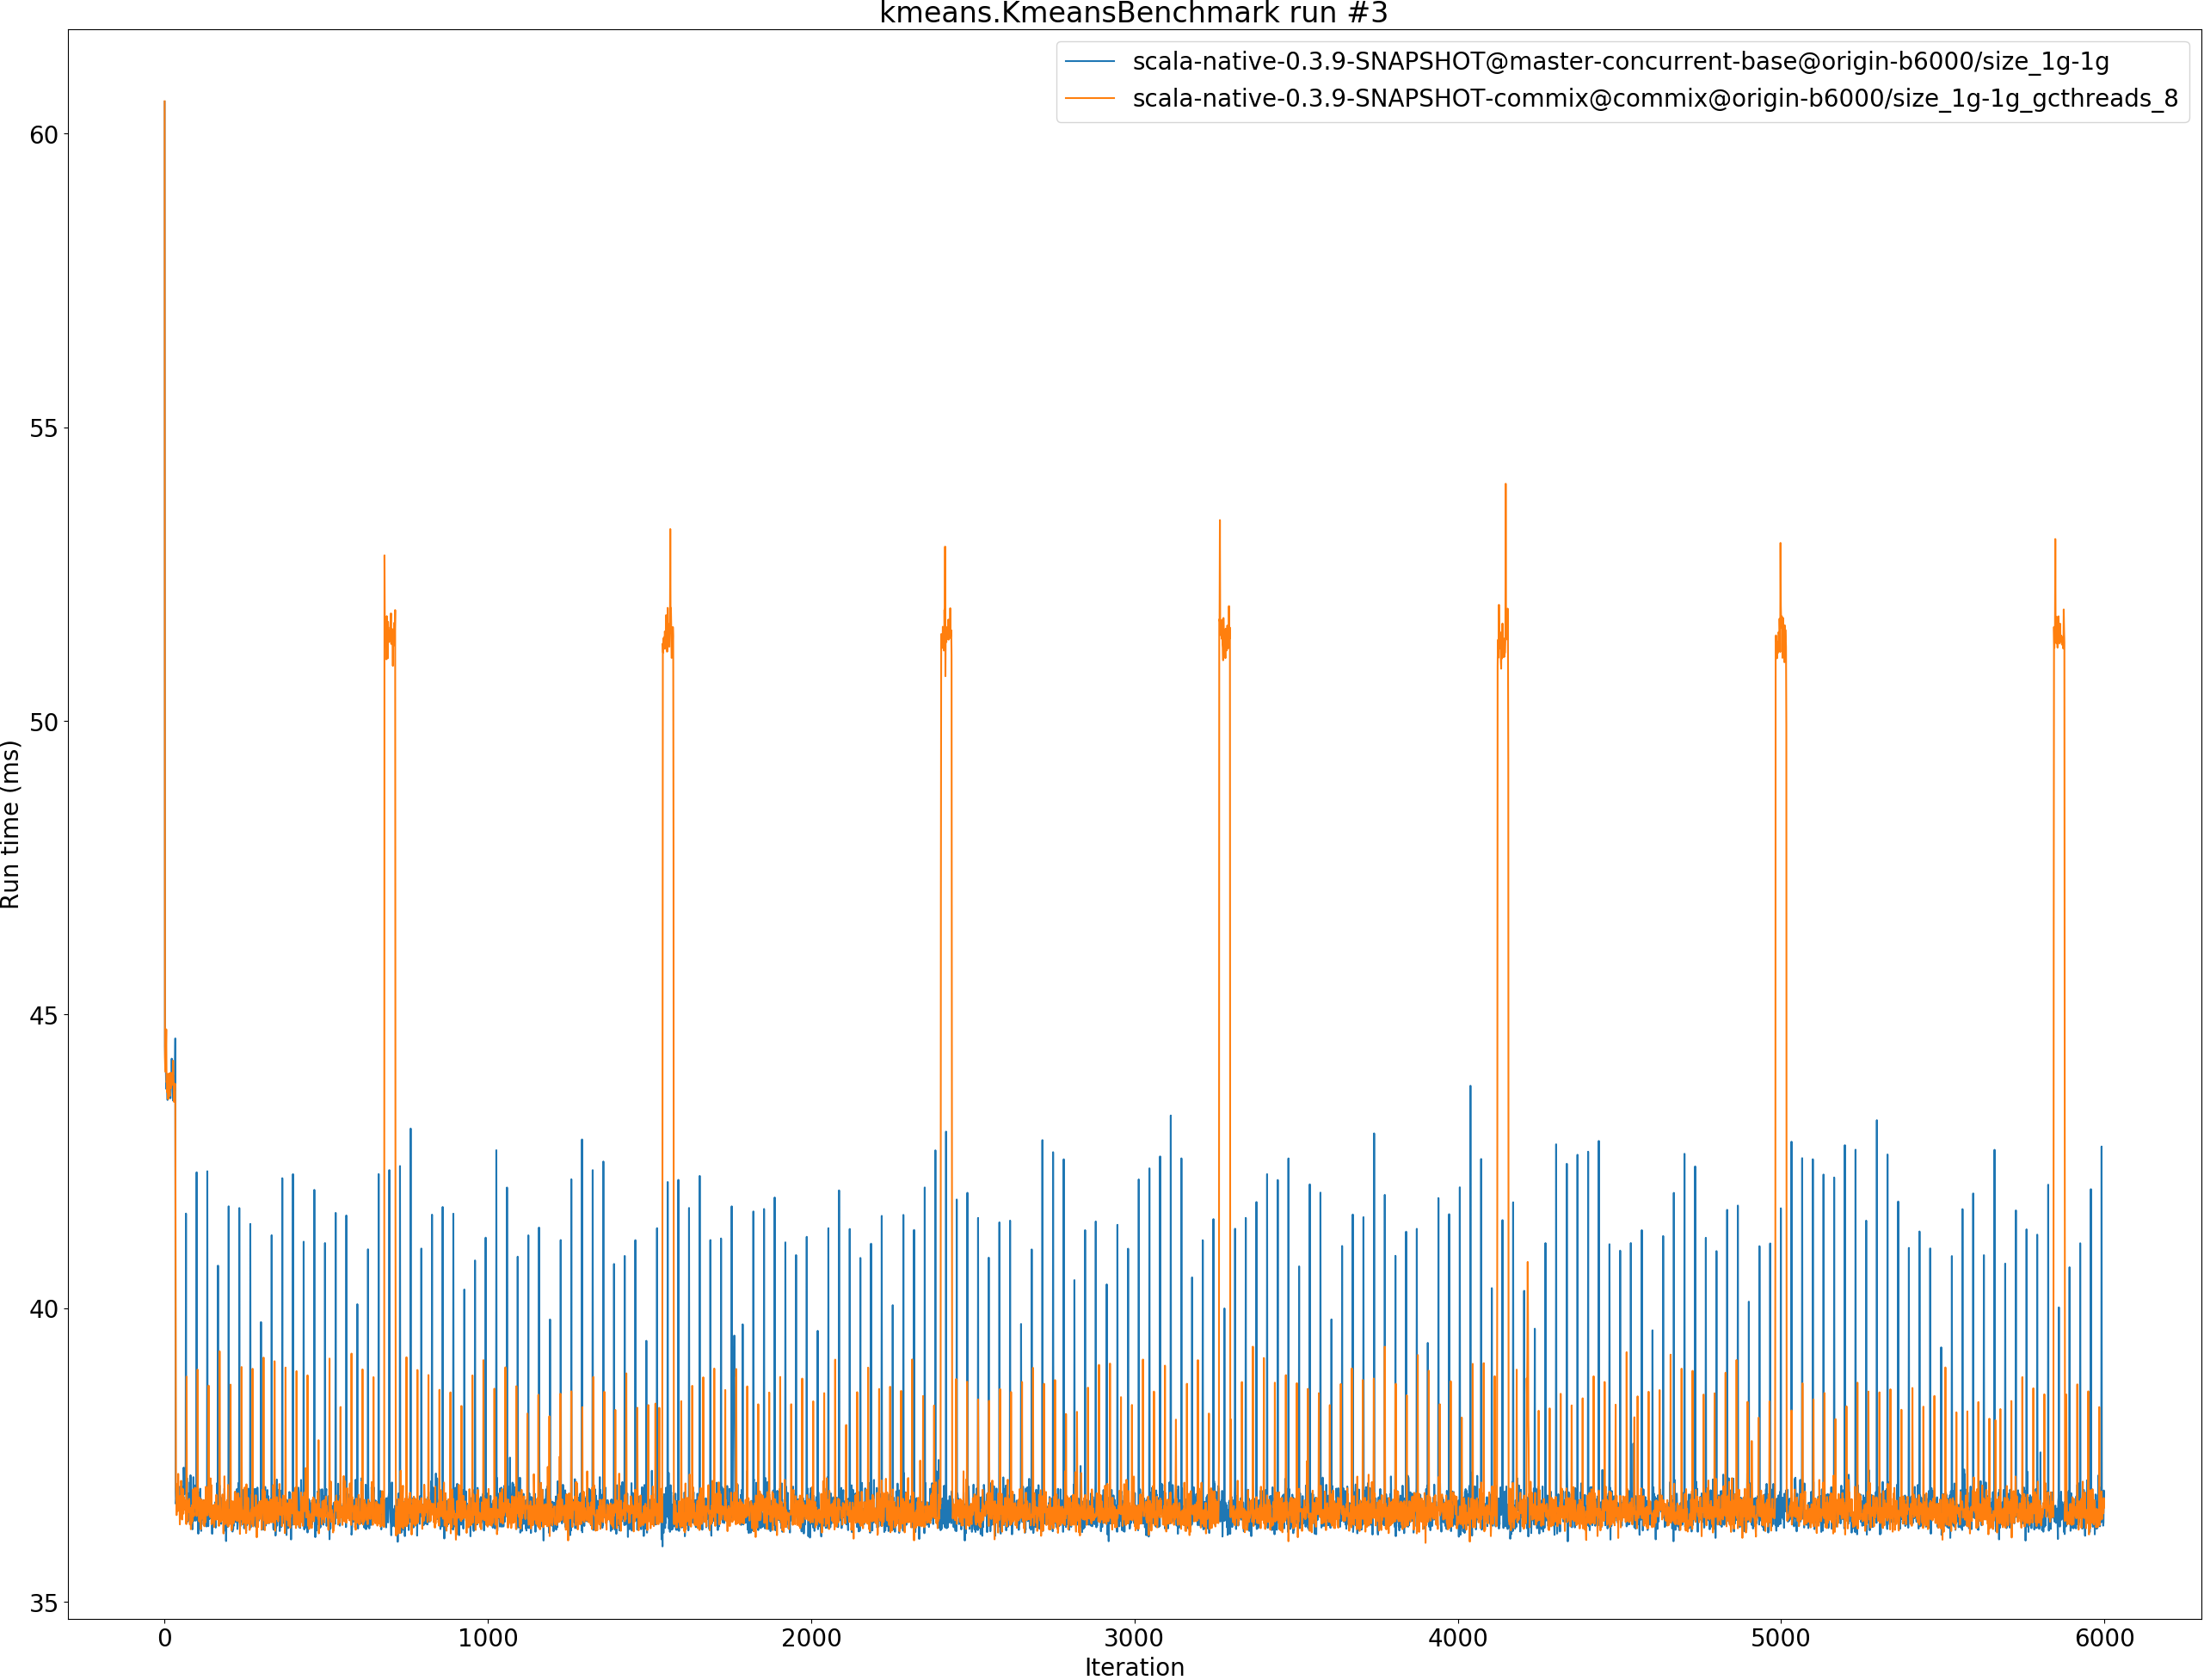 kmeans.KmeansBenchmark run #3
scala-native-0.3.9-SNAPSHOT@master-concurrent-base@origin-b6000/size_1g-1g
scala-native-0.3.9-SNAPSHOT-commix@commix@origin-b6000/size_1g-1g_gcthreads_8
60
55
50
45
40
35
Run time (ms)
0 1000 2000 3000 4000 5000 6000
Iteration